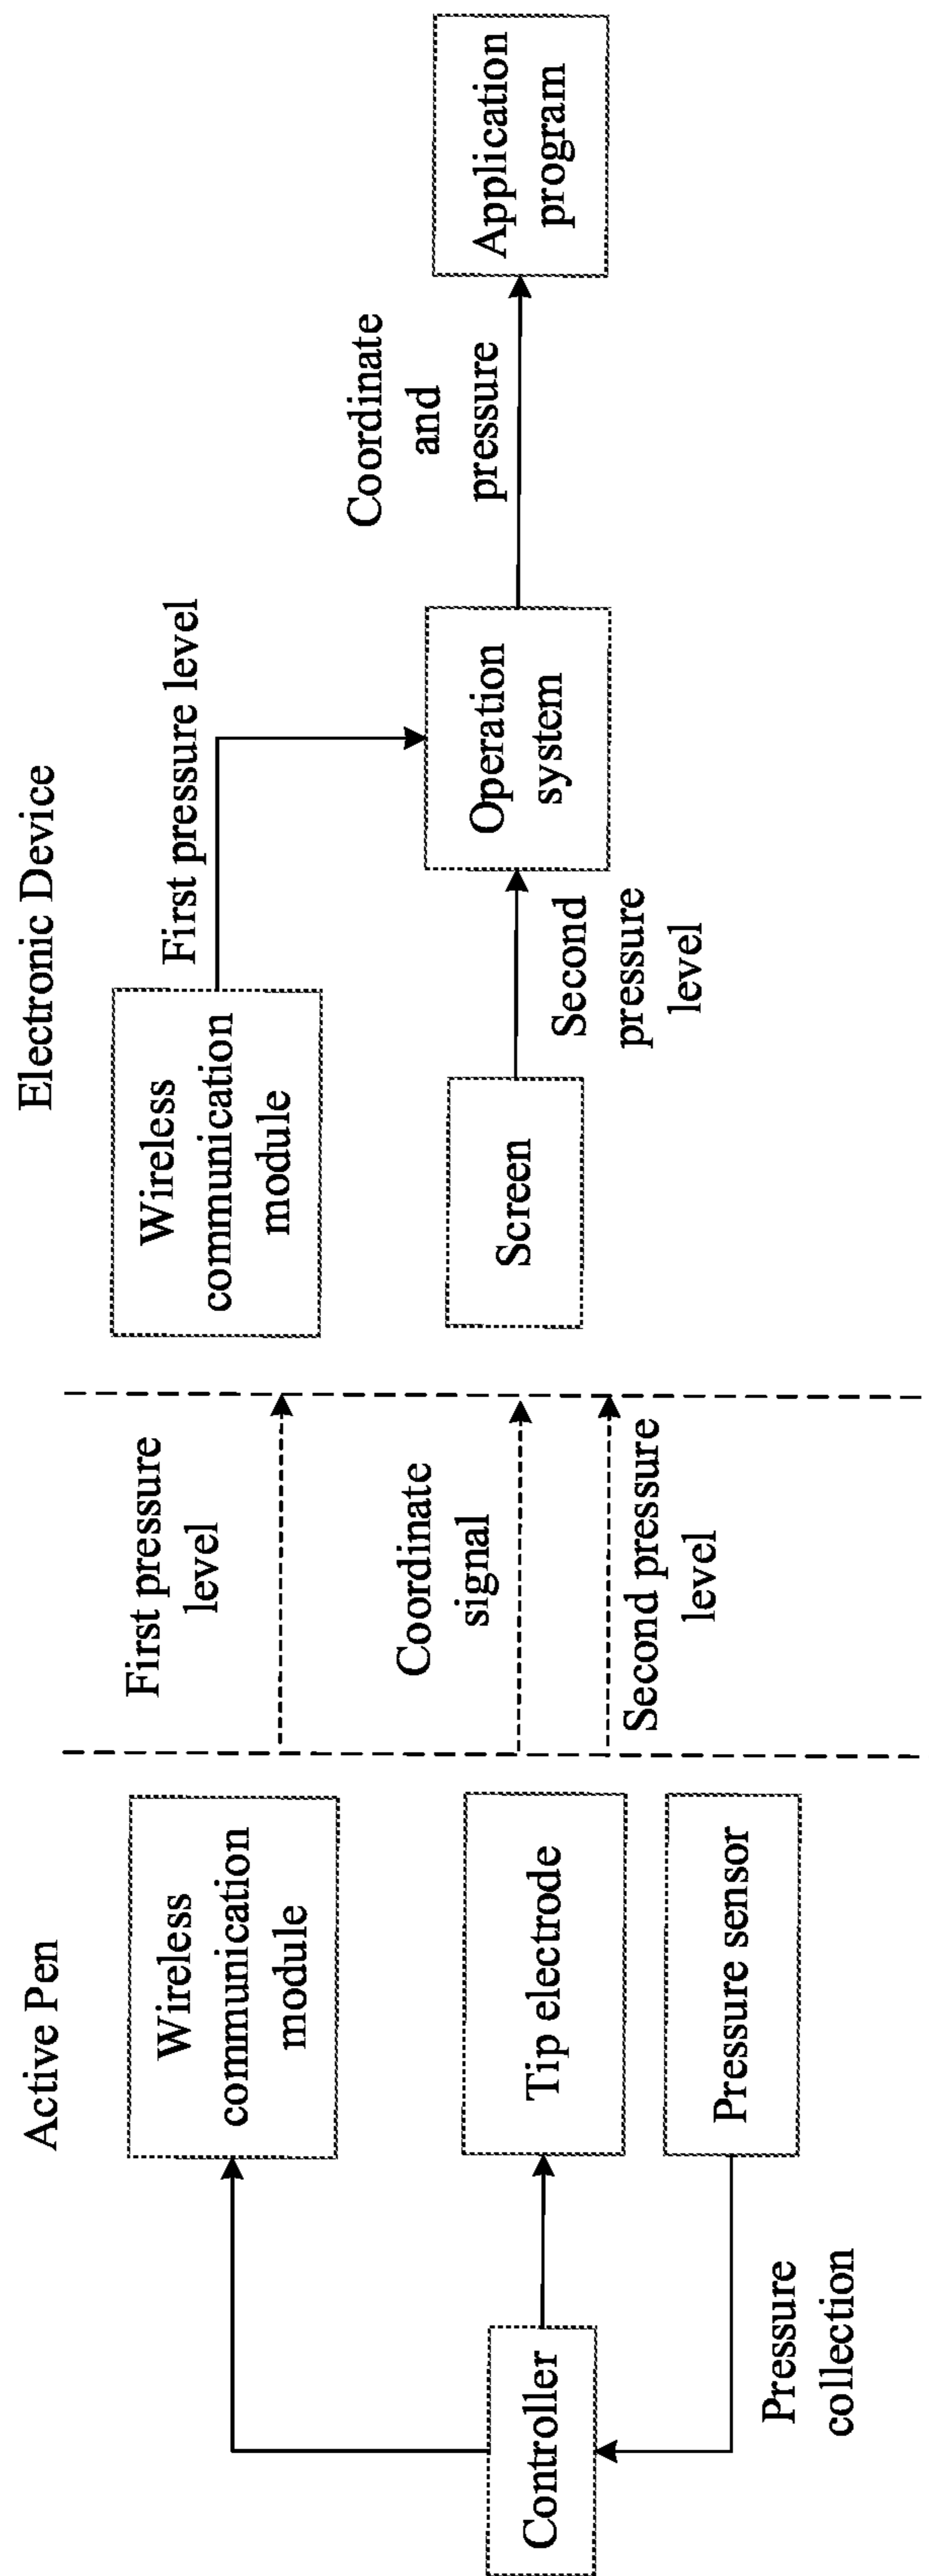 Active Pen
Wireless
communication
module
Controller
Tip electrode
Pressure sensor
Pressure
collection
First pressure
level
Coordinate
signal
Second pressure
level
Electronic Device
Wireless
communication
module
First pressure level
Screen
Second
pressure
level
Operation
system
Coordinate
and
pressure
Application
program